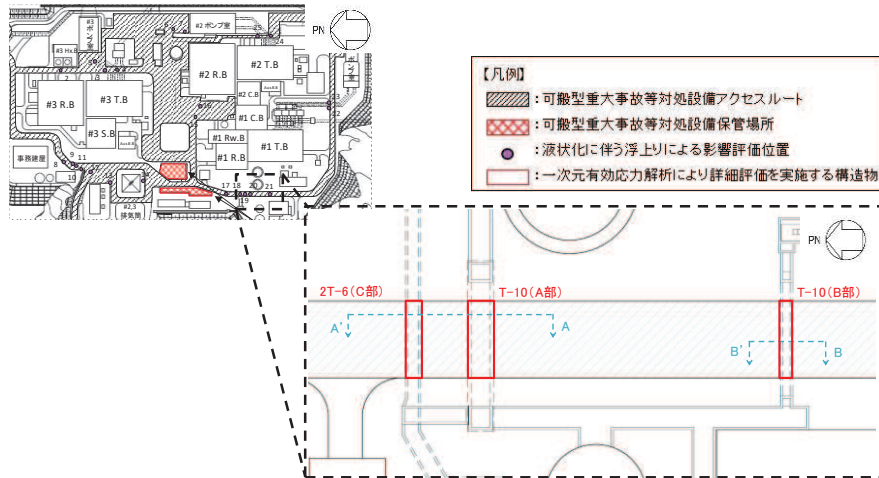 #2 ポンプ室
PN
#3 Hx.B
#2 R.B
#2 T.B
#3 R.B
#3 T.B
#2 C.B
#1 C.B
#3 S.B
#1 Rw.B
#1 R.B
#1 T.B
事務建屋
#2,3
排気筒
25
24
23
22
2
8
9
11
10
17
18
19
20
21
【凡例】
:可搬型重大事故等対処設備アクセスルート
:可搬型重大事故等対処設備保管場所
:液状化に伴う浮上りによる影響評価位置
:一次元有効応力解析により詳細評価を実施する構造物
PN
2T-6(C部)
T-10(A部)
T-10(B部)
A'
A
B'
B